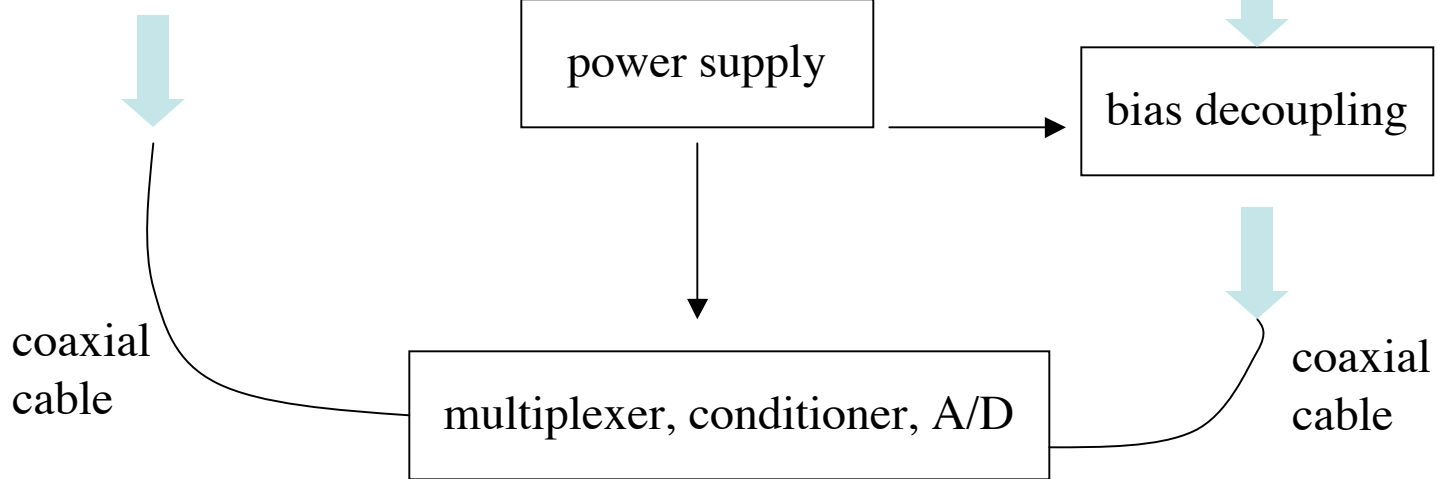 power supply
bias decoupling
coaxial
cable
coaxial
cable
multiplexer, conditioner, A/D